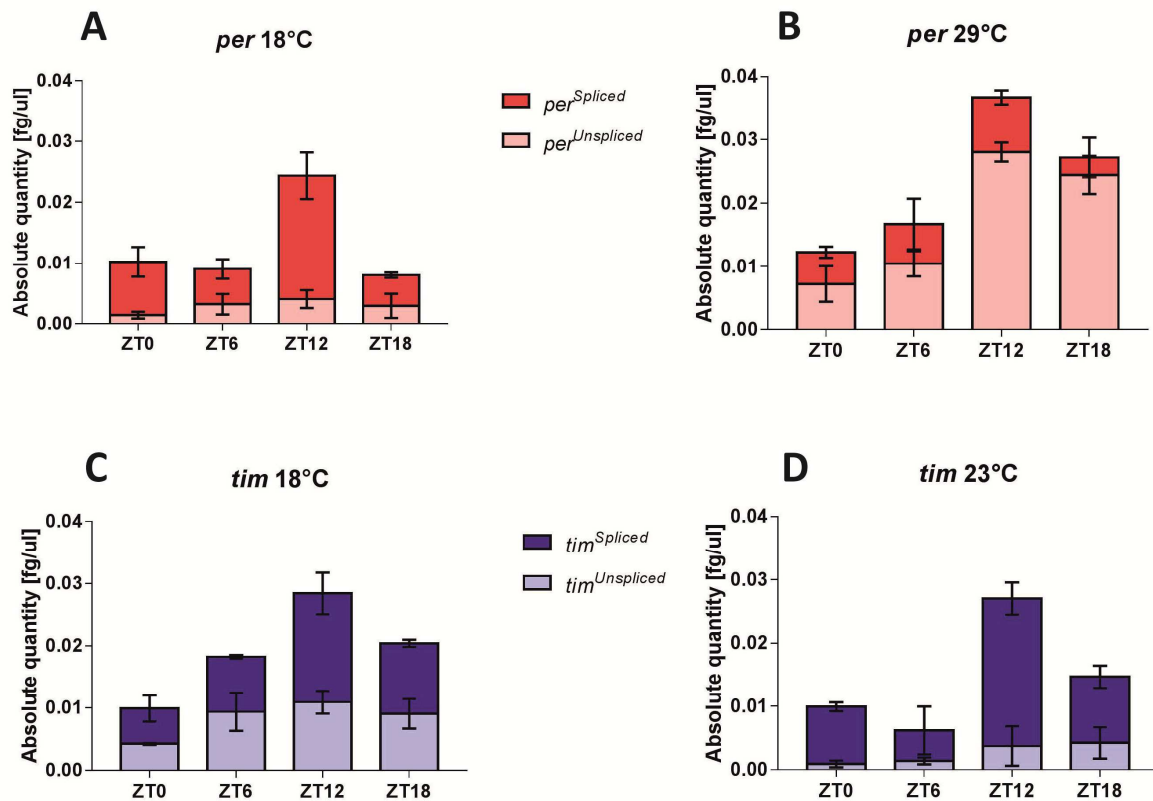 A
per 18°C
Absolute quantity [fg/ul]
0.04
0.03
0.02
0.01
0.00
ZT0 ZT6 ZT12 ZT18
per^Spliced
per^Unspliced
B
per 29°C
Absolute quantity [fg/ul]
0.04
0.03
0.02
0.01
0.00
ZT0 ZT6 ZT12 ZT18
C
tim 18°C
Absolute quantity [fg/ul]
0.04
0.03
0.02
0.01
0.00
ZT0 ZT6 ZT12 ZT18
tim^Spliced
tim^Unspliced
D
tim 23°C
Absolute quantity [fg/ul]
0.04
0.03
0.02
0.01
0.00
ZT0 ZT6 ZT12 ZT18